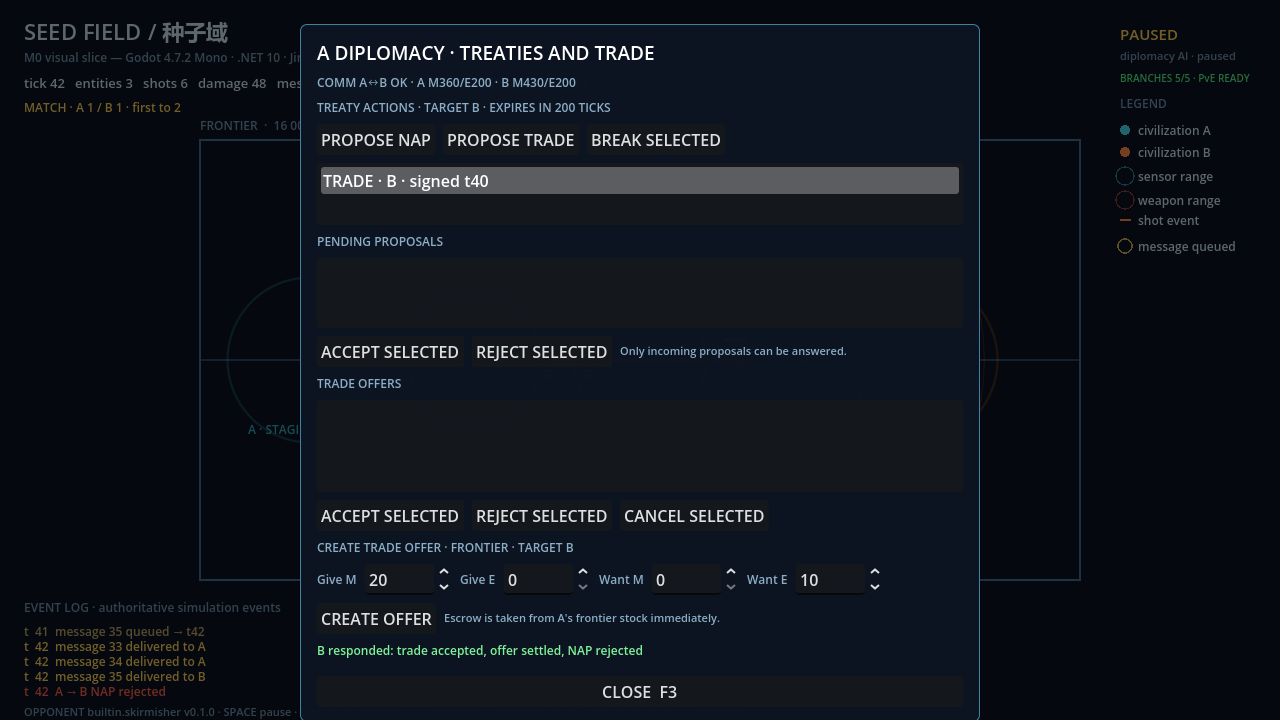 SEED FIELD / 种子域
M0 visual slice — Godot 4.7.2 Mono · .NET 10 ·
tick 42 entities 3 shots 6 damage 48
MATCH · A 1 / B 1 · first to 2
FRONTIER · 16
PAUSED
diplomacy AI · paused
BRANCHES 5/5 · PvE READY
LEGEND
civilization A
civilization B
sensor range
weapon range
shot event
message queued
A DIPLOMACY · TREATIES AND TRADE
COMM A↔B OK · A M360/E200 · B M430/E200
TREATY ACTIONS · TARGET B · EXPIRES IN 200 TICKS
PROPOSE NAP PROPOSE TRADE BREAK SELECTED
TRADE · B · signed t40
PENDING PROPOSALS
ACCEPT SELECTED REJECT SELECTED Only incoming proposals can be answered.
TRADE OFFERS
ACCEPT SELECTED REJECT SELECTED CANCEL SELECTED
CREATE TRADE OFFER · FRONTIER · TARGET B
Give M 20 Give E 0 Want M 0 Want E 10
CREATE OFFER Escrow is taken from A's frontier stock immediately.
B responded: trade accepted, offer settled, NAP rejected
CLOSE F3
A · STAGI
EVENT LOG · authoritative simulation events
t 41 message 35 queued → t42
t 42 message 33 delivered to A
t 42 message 34 delivered to A
t 42 message 35 delivered to B
t 42 A → B NAP rejected
OPPONENT builtin.skirmisher v0.1.0 · SPACE pause ·